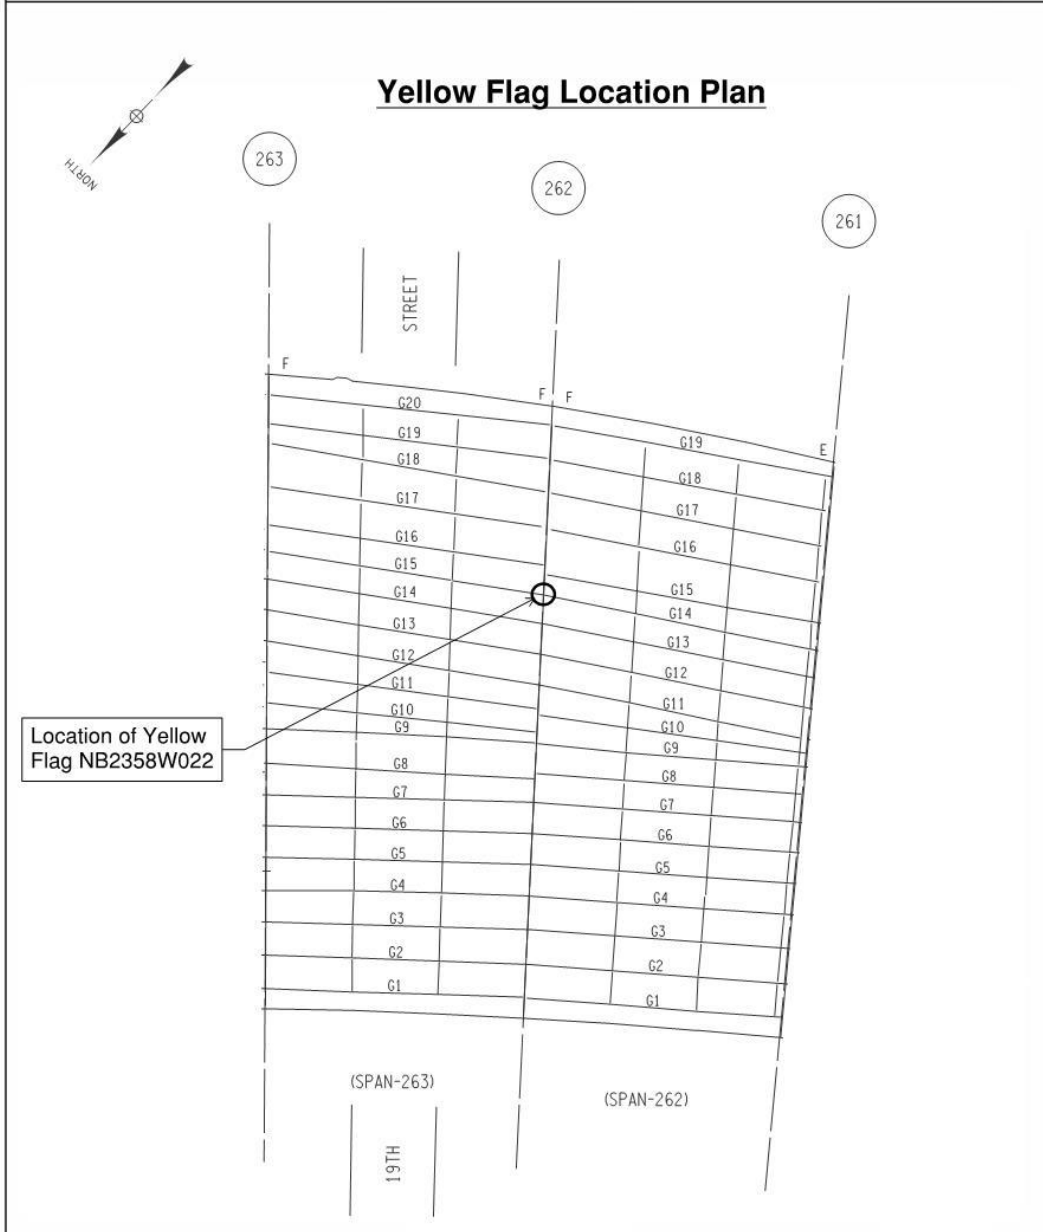 Yellow Flag Location Plan
NORTH
263
262
261
STREET
F
F
F
E
G20
G19
G18
G17
G16
G15
G14
G13
G12
G11
G10
G9
G8
G7
G6
G5
G4
G3
G2
G1
G19
G18
G17
G16
G15
G14
G13
G12
G11
G10
G9
G8
G7
G6
G5
G4
G3
G2
G1
Location of Yellow
Flag NB2358W022
(SPAN-263)
(SPAN-262)
19TH